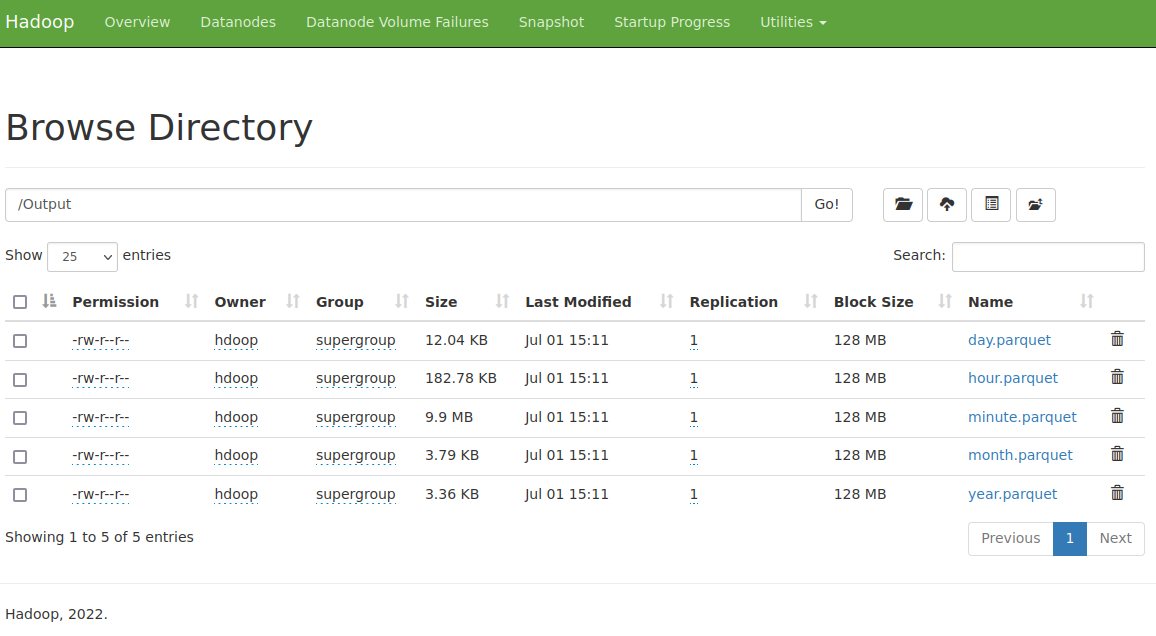 Hadoop Overview Datanodes Datanode Volume Failures Snapshot Startup Progress Utilities
Browse Directory
/Output Go!
Show 25 entries Search:
Permission Owner Group Size Last Modified Replication Block Size Name
-rw-r--r-- hdoop supergroup 12.04 KB Jul 01 15:11 1 128 MB day.parquet
-rw-r--r-- hdoop supergroup 182.78 KB Jul 01 15:11 1 128 MB hour.parquet
-rw-r--r-- hdoop supergroup 9.9 MB Jul 01 15:11 1 128 MB minute.parquet
-rw-r--r-- hdoop supergroup 3.79 KB Jul 01 15:11 1 128 MB month.parquet
-rw-r--r-- hdoop supergroup 3.36 KB Jul 01 15:11 1 128 MB year.parquet
Showing 1 to 5 of 5 entries Previous 1 Next
Hadoop, 2022.